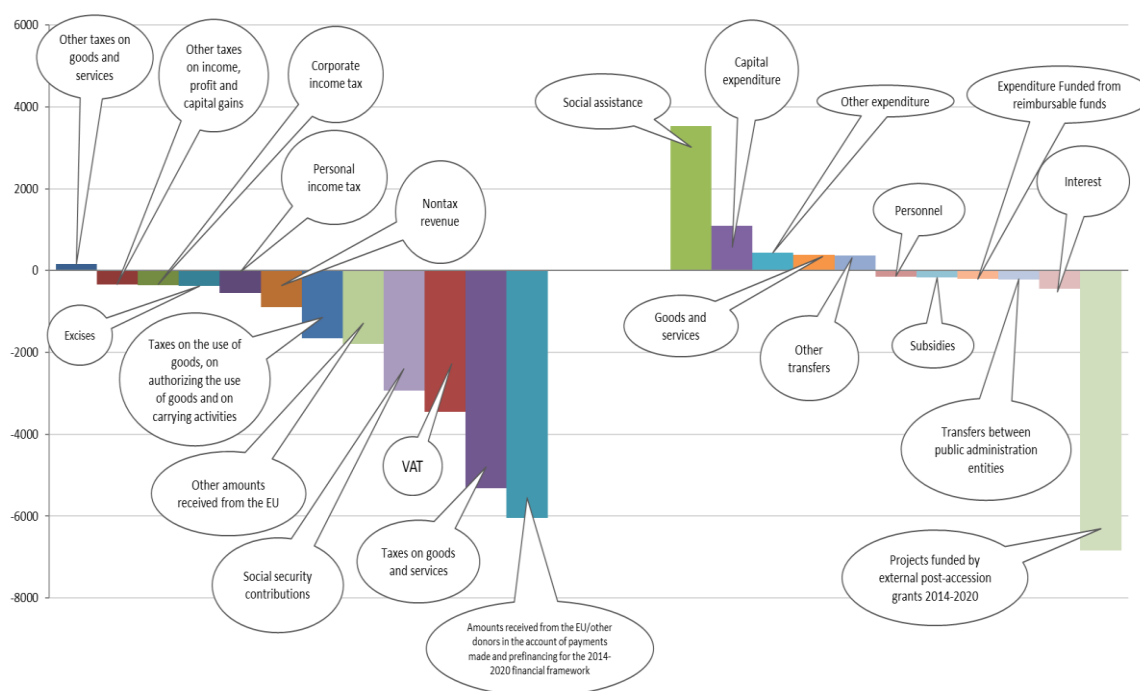 6000
4000
2000
0
-2000
-4000
-6000
-8000
Other taxes on
goods and
services
Other taxes
on income,
profit and
capital gains
Corporate
income tax
Personal
income tax
Nontax
revenue
Excises
Taxes on the use of
goods, on
authorizing the use
of goods and on
carrying activities
Other amounts
received from the EU
Social security
contributions
VAT
Taxes on goods
and services
Amounts received from the EU/other
donors in the account of payments
made and prefinancing for the 2014-
2020 financial framework
Social assistance
Capital
expenditure
Other expenditure
Expenditure Funded from
reimbursable funds
Interest
Personnel
Goods and
services
Other
transfers
Subsidies
Transfers between
public administration
entities
Projects funded by
external post-accession
grants 2014-2020